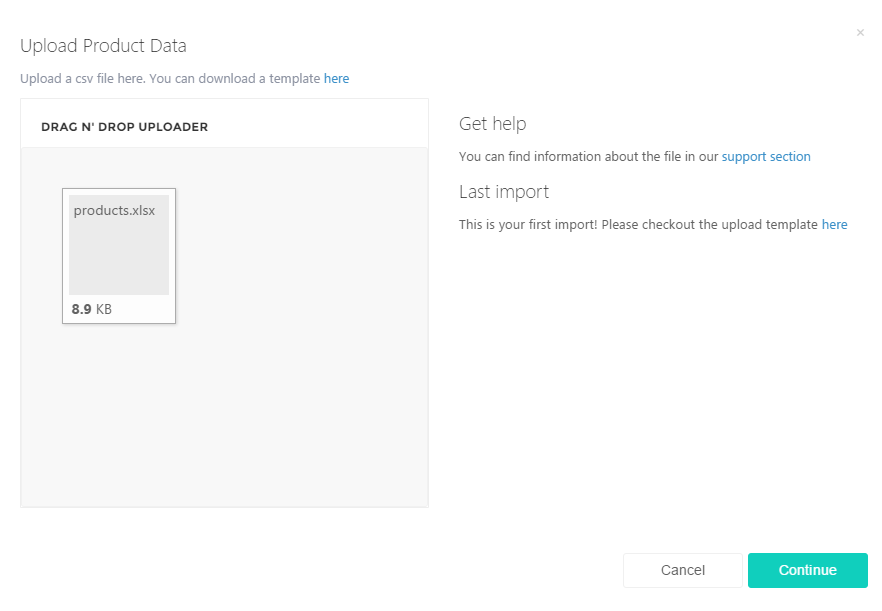 ×
Upload Product Data
Upload a csv file here. You can download a template here
DRAG N' DROP UPLOADER
products.xlsx
8.9 KB
Get help
You can find information about the file in our support section
Last import
This is your first import! Please checkout the upload template here
Cancel
Continue